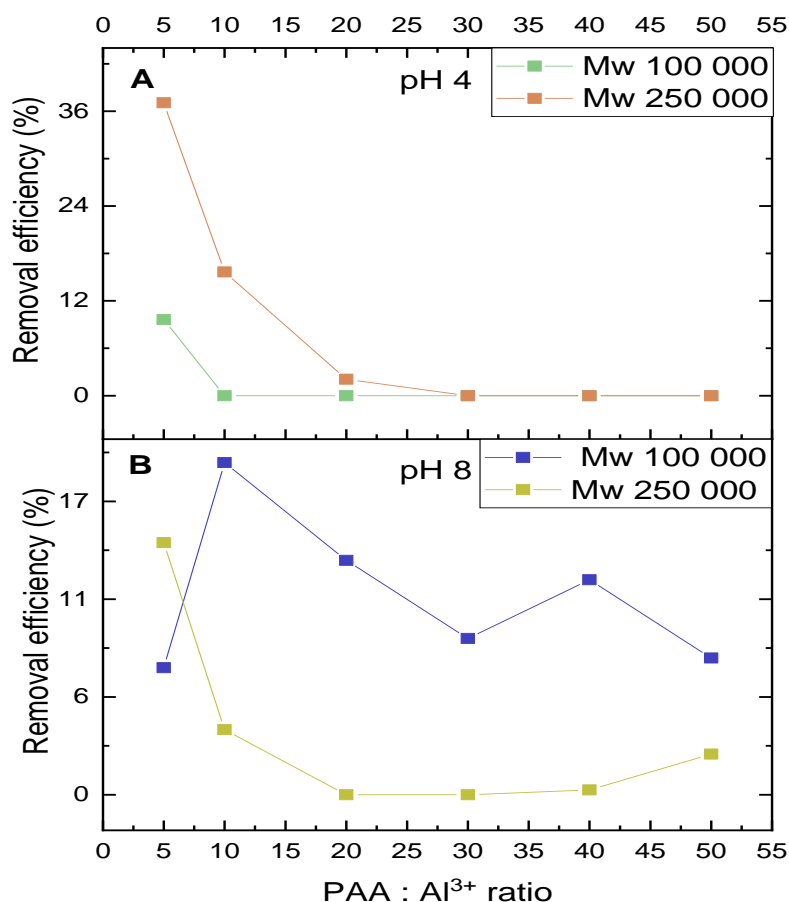 0 5 10 15 20 25 30 35 40 45 50 55
A
pH 4
Mw 100 000
Mw 250 000
36
24
12
0
Removal efficiency (%)
B
pH 8
Mw 100 000
Mw 250 000
17
11
6
0
Removal efficiency (%)
0 5 10 15 20 25 30 35 40 45 50 55
PAA : Al³⁺ ratio